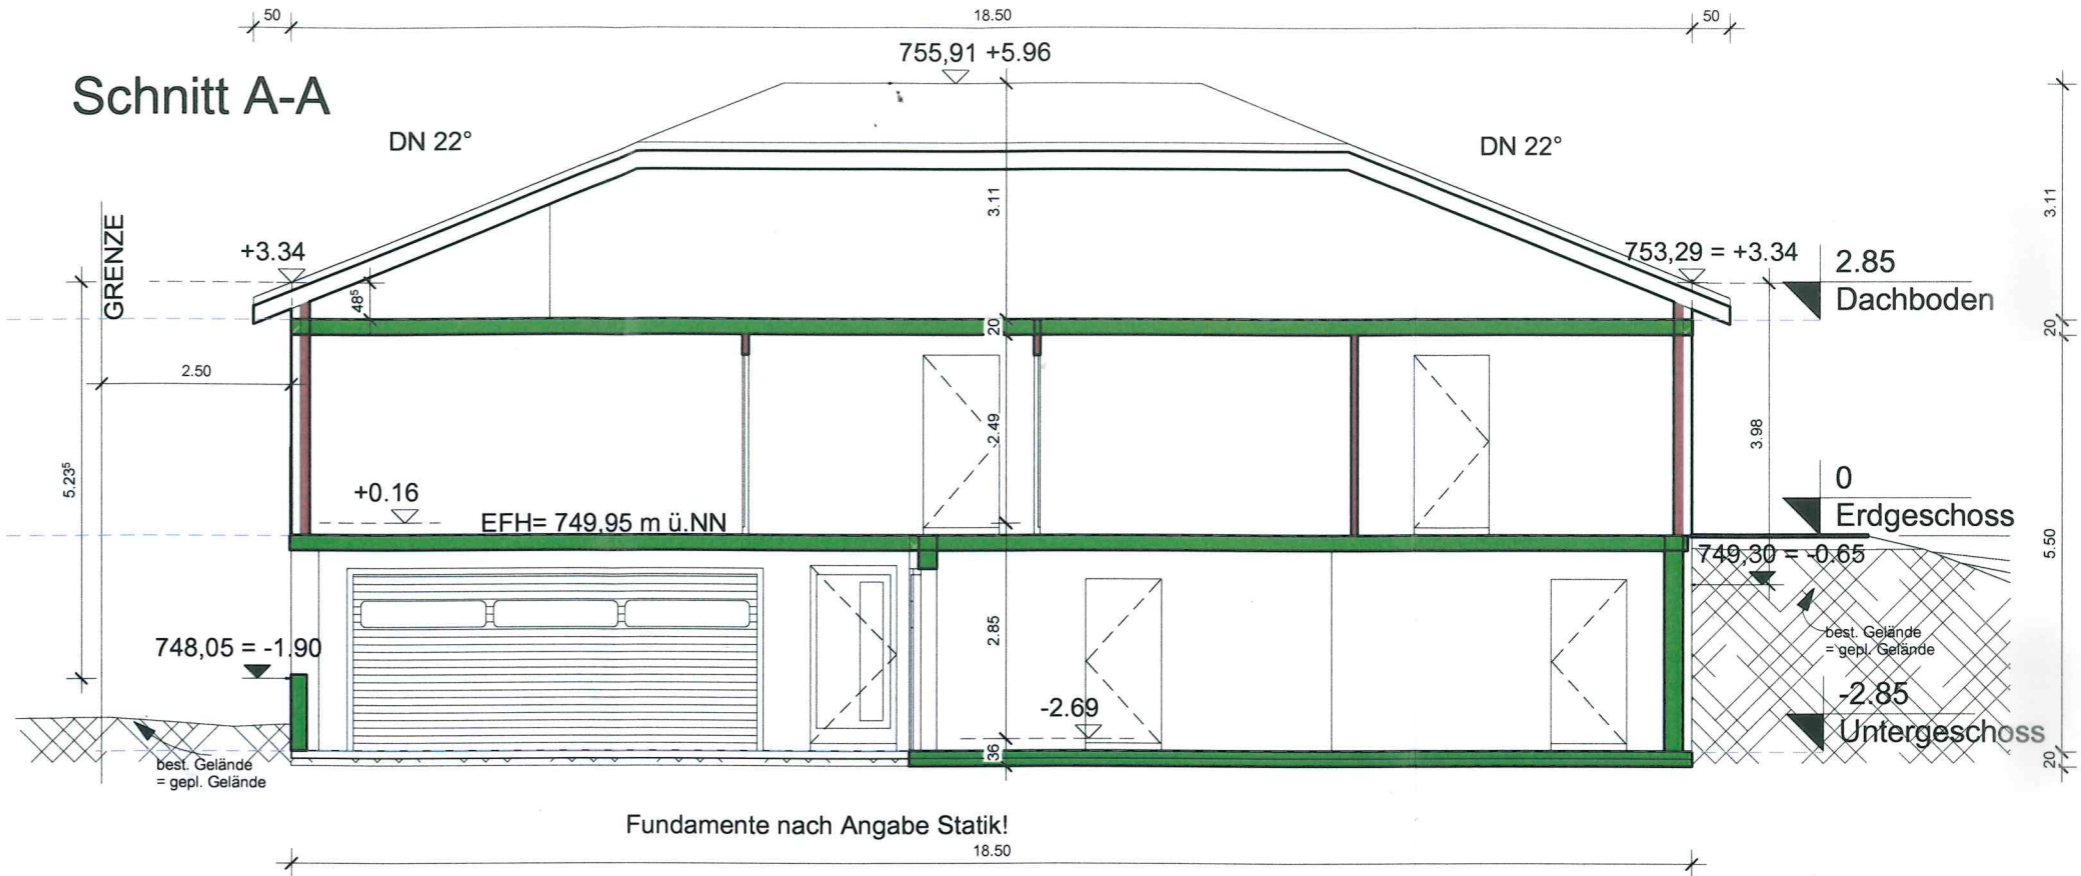 50
18.50
50
755,91 +5.96
Schnitt A-A
DN 22°
DN 22°
GRENZE
+3.34
48⁵
3.11
3.11
753,29 = +3.34
2.85
Dachboden
20
20
2.50
5.23⁵
2.49
3.98
+0.16
EFH= 749,95 m ü.NN
0
Erdgeschoss
749,30 = -0.65
5.50
748,05 = -1.90
2.85
best. Gelände
= gepl. Gelände
-2.69
-2.85
Untergeschoss
36
20
best. Gelände
= gepl. Gelände
Fundamente nach Angabe Statik!
18.50